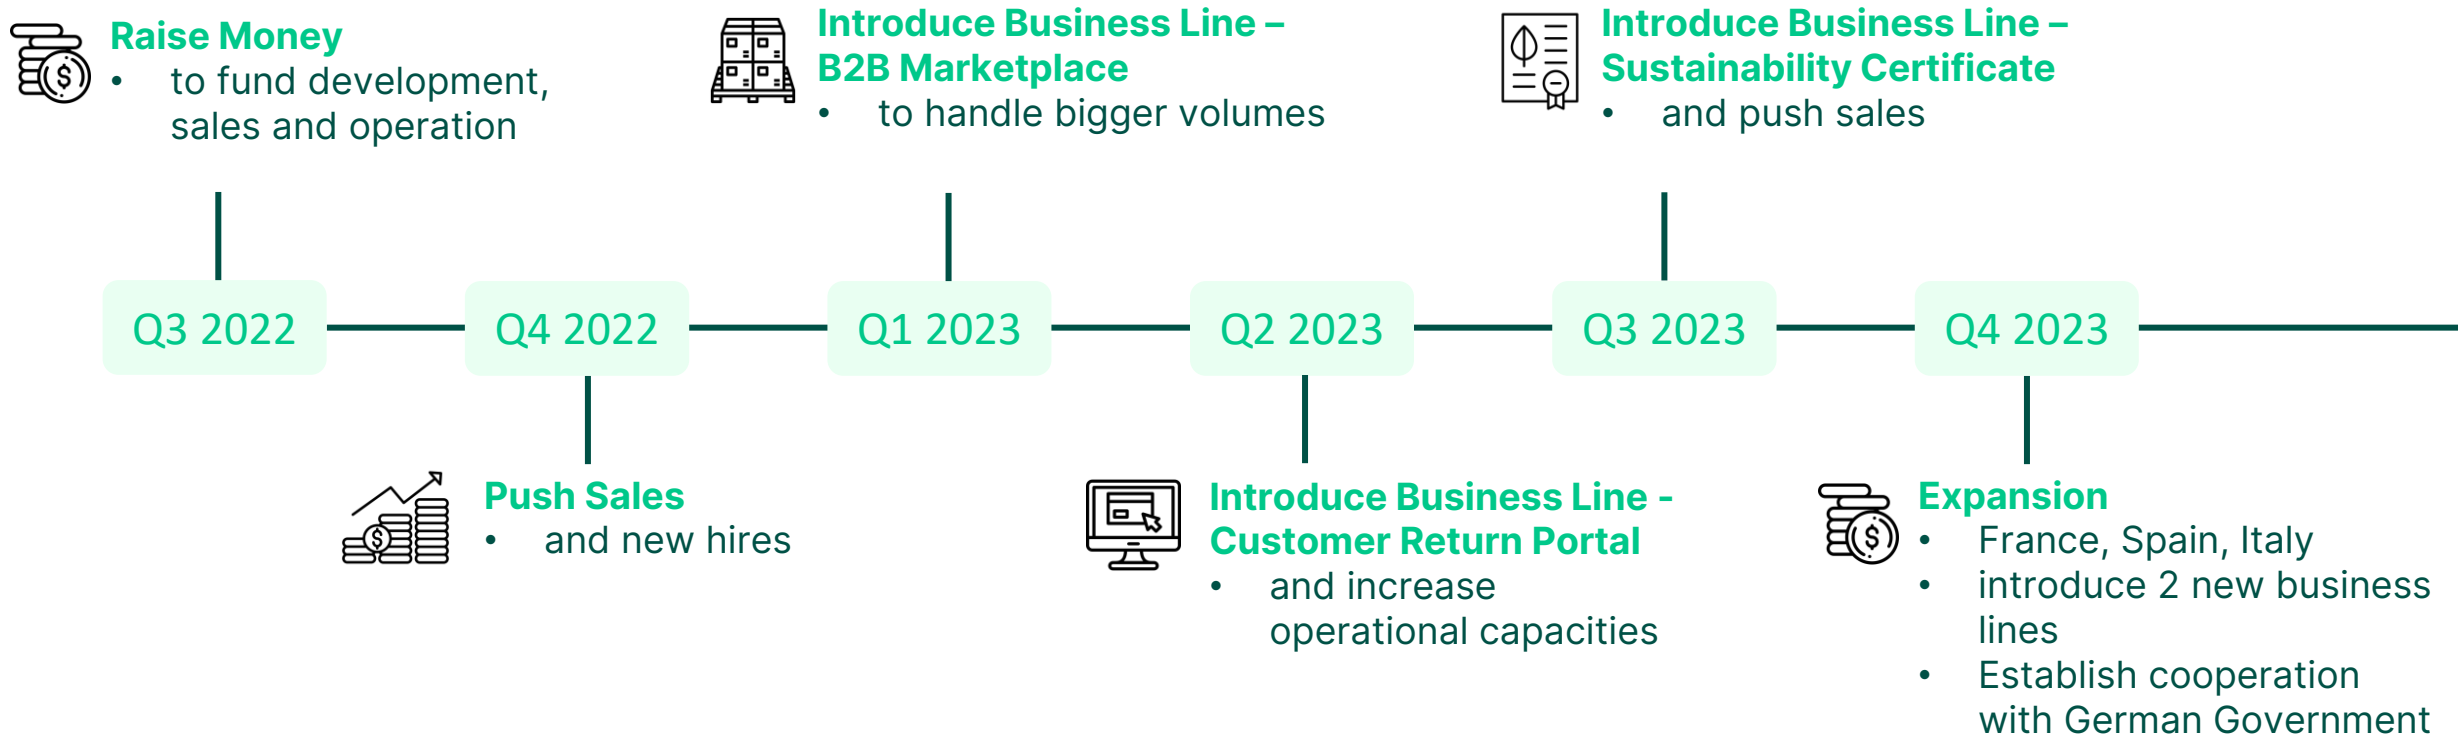 Raise Money
• to fund development,
sales and operation
Introduce Business Line –
B2B Marketplace
• to handle bigger volumes
Introduce Business Line –
Sustainability Certificate
• and push sales
Q3 2022
Q4 2022
Q1 2023
Q2 2023
Q3 2023
Q4 2023
Push Sales
• and new hires
Introduce Business Line -
Customer Return Portal
• and increase
operational capacities
Expansion
• France, Spain, Italy
• introduce 2 new business
lines
• Establish cooperation
with German Government